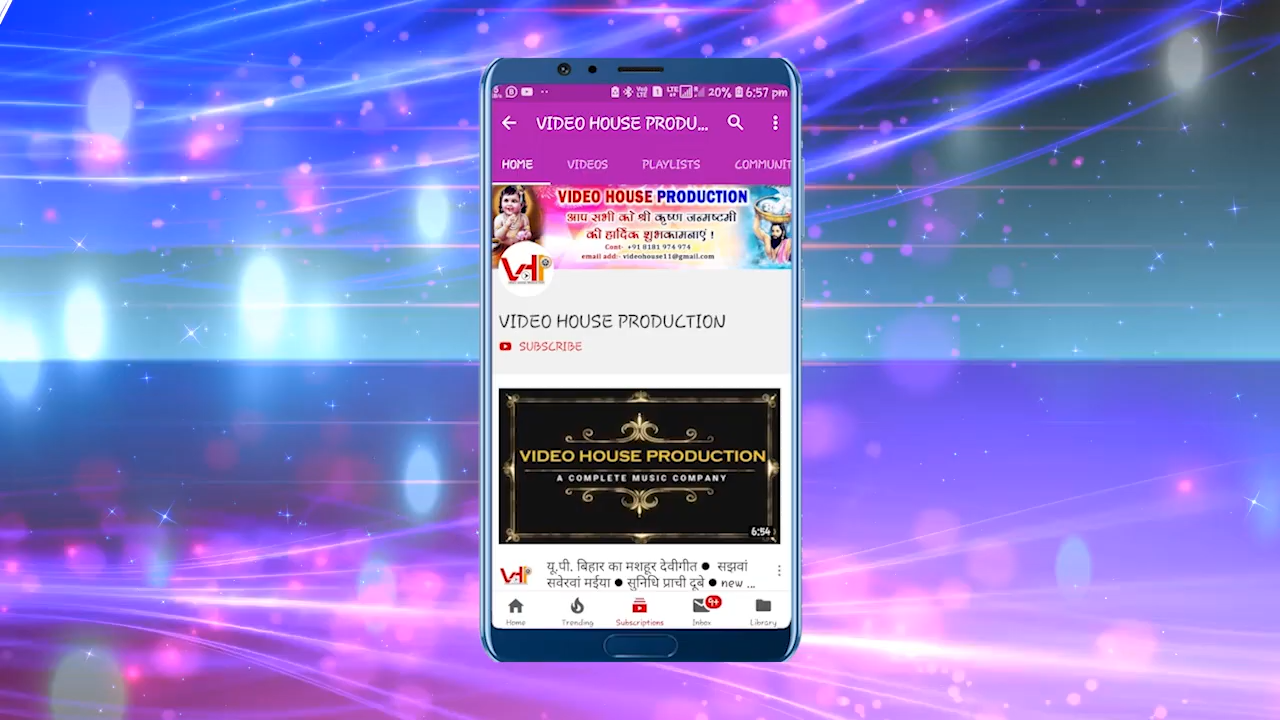 20% 6:57 pm
VIDEO HOUSE PRODU...
HOME VIDEOS PLAYLISTS COMMUNIT
VIDEO HOUSE PRODUCTION
आप सभी को श्री कृष्ण जन्मष्टमी
की हार्दिक शुभकामनाएं !
Cont- +91 8181 974 974
email add:- videohouse11@gmail.com
VIDEO HOUSE PRODUCTION
SUBSCRIBE
VIDEO HOUSE PRODUCTION
A COMPLETE MUSIC COMPANY
6:54
यू.पी. बिहार का मशहूर देवीगीत ● सझवां
सवेरवां मईया ● सुनिधि प्राची दूबे ● new ...
9+
Home Trending Subscriptions Inbox Library